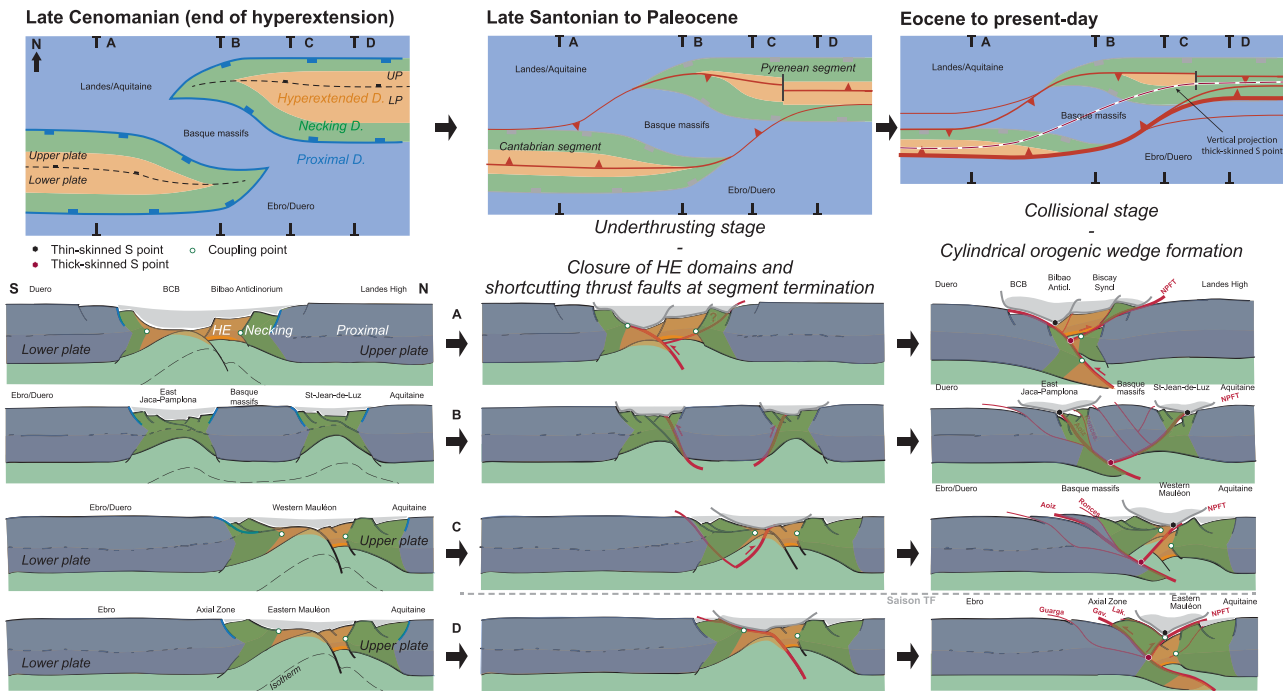 Late Cenomanian (end of hyperextension)
Late Santonian to Paleocene
Eocene to present-day
N
A
B
C
D
Landes/Aquitaine
UP
LP
Hyperextended D.
Necking D.
Basque massifs
Proximal D.
Upper plate
Lower plate
Ebro/Duero
A
B
C
D
Landes/Aquitaine
Pyrenean segment
Basque massifs
Cantabrian segment
Ebro/Duero
A
B
C
D
Landes/Aquitaine
Basque massifs
Vertical projection
thick-skinned S point
Ebro/Duero
Thin-skinned S point
Coupling point
Thick-skinned S point
Underthrusting stage
-
Closure of HE domains and
shortcutting thrust faults at segment termination
Collisional stage
-
Cylindrical orogenic wedge formation
S
N
Duero
BCB
Bilbao Anticlinorium
Landes High
HE
Necking
Proximal
Lower plate
Upper plate
A
Duero
BCB
Bilbao
Anticl.
Biscay
Syncl
NPFT
Landes High
Ebro/Duero
East
Jaca-Pamplona
Basque
massifs
St-Jean-de-Luz
Aquitaine
B
Duero
East
Jaca-Pamplona
Basque
massifs
St-Jean-de-Luz
NPFT
Aquitaine
Ebro/Duero
Western Mauléon
Aquitaine
Lower plate
Upper plate
C
Ebro/Duero
Basque massifs
Western
Mauléon
Aquitaine
Aoiz
Ronces.
NPFT
Saison TF
Ebro
Axial Zone
Eastern Mauléon
Aquitaine
Lower plate
Upper plate
Isotherm
D
Ebro
Axial Zone
Eastern
Mauléon
Aquitaine
Guarga
Gav.
Lak.
NPFT